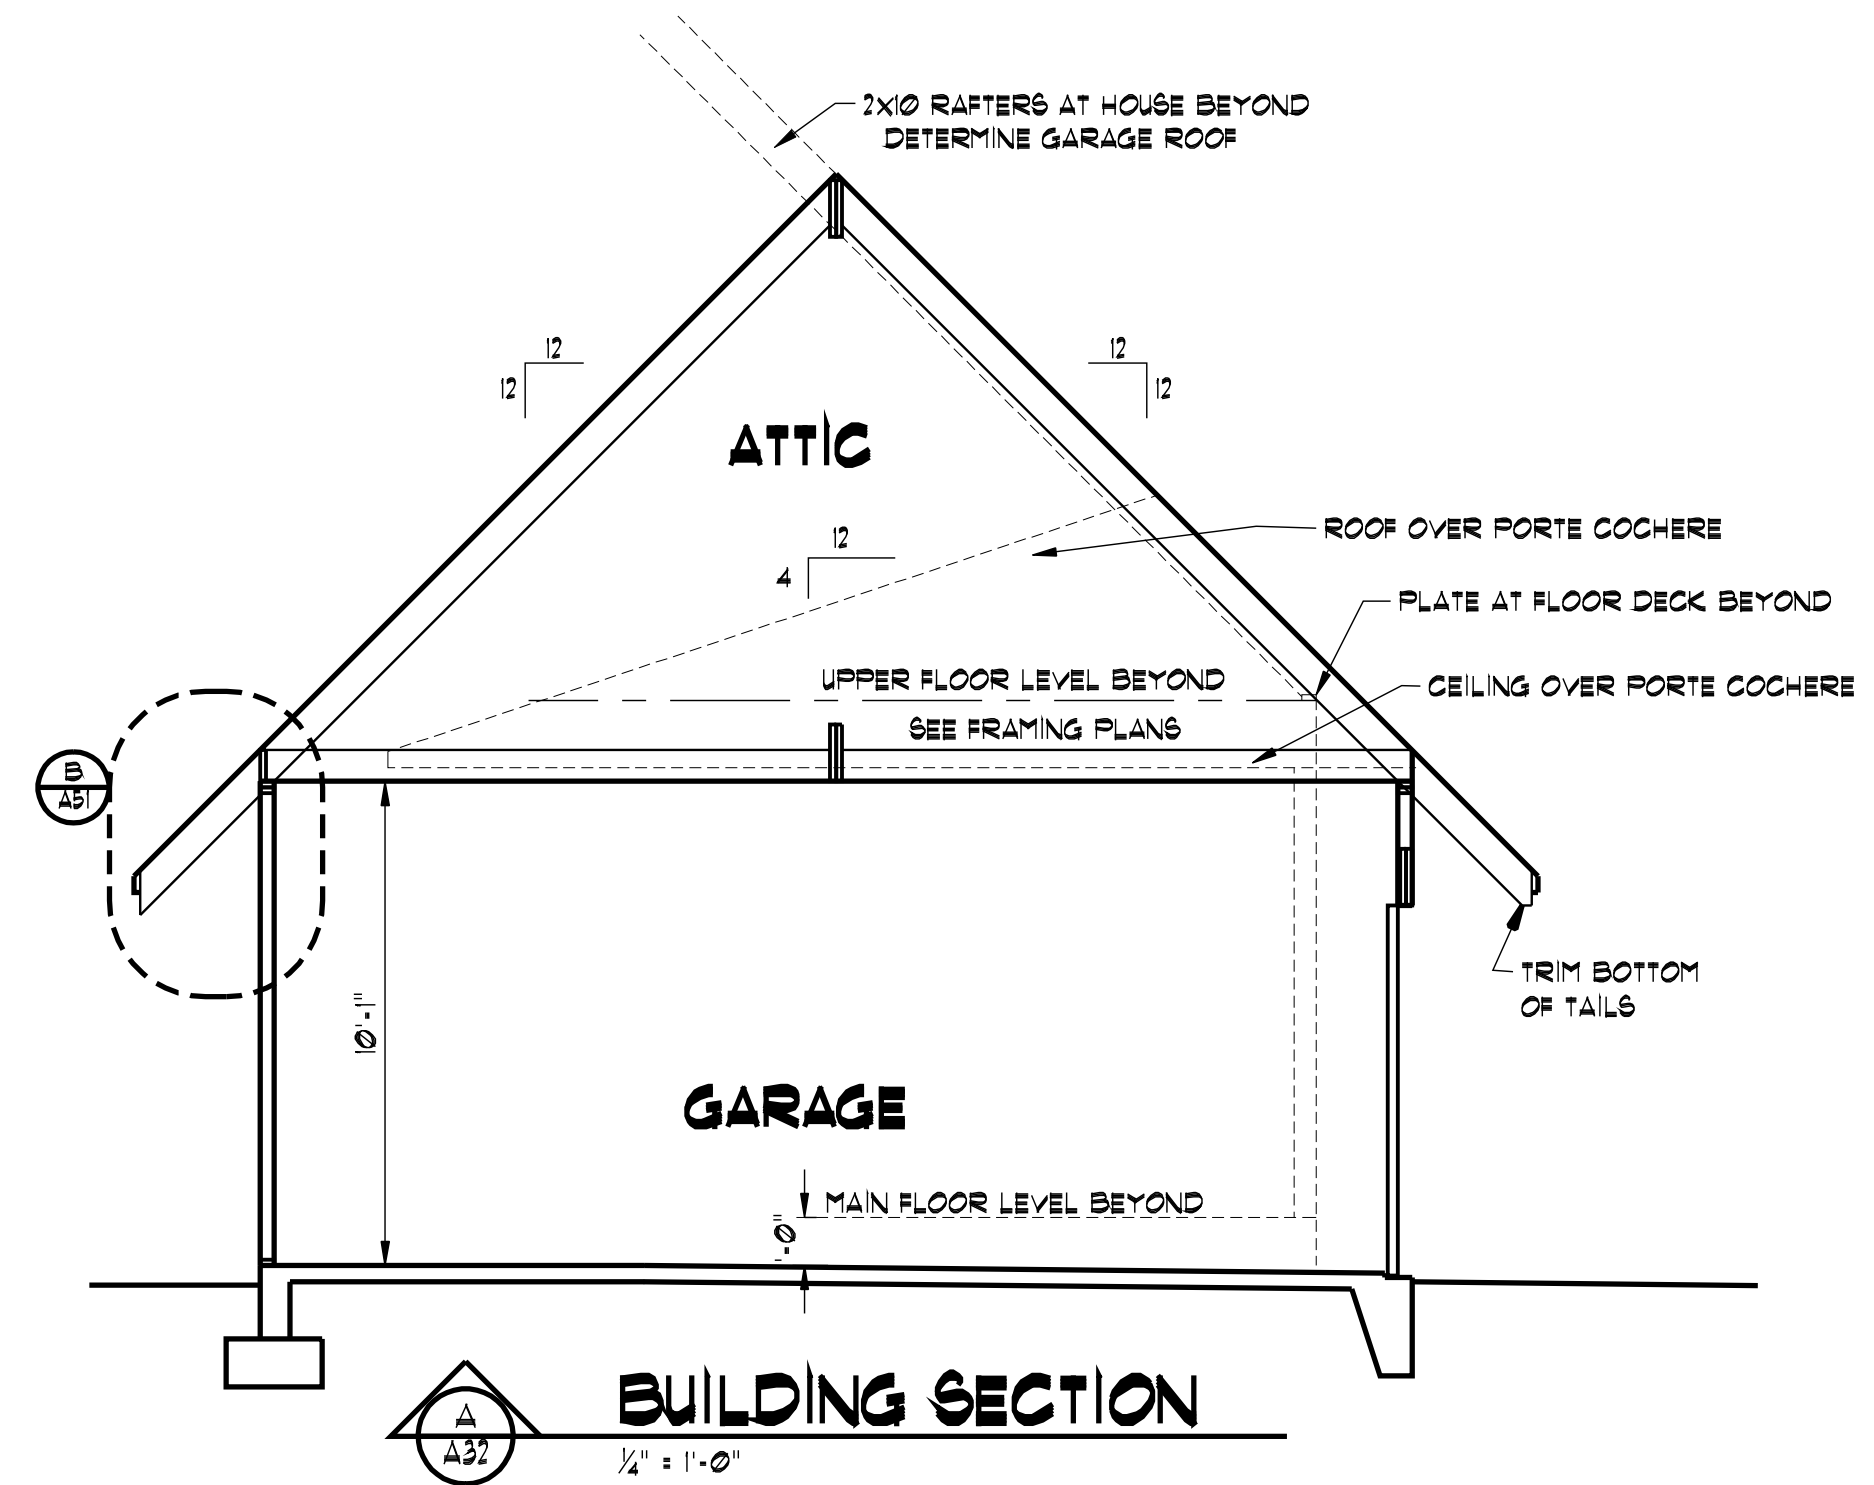 2X10 RAFTERS AT HOUSE BEYOND
DETERMINE GARAGE ROOF
12
12
12
12
ATTIC
ROOF OVER PORTE COCHERE
12
4
PLATE AT FLOOR DECK BEYOND
UPPER FLOOR LEVEL BEYOND
CEILING OVER PORTE COCHERE
SEE FRAMING PLANS
B
A51
TRIM BOTTOM
OF TAILS
10'-1"
GARAGE
MAIN FLOOR LEVEL BEYOND
'-0"
BUILDING SECTION
A
A32
1/4" = 1'-0"